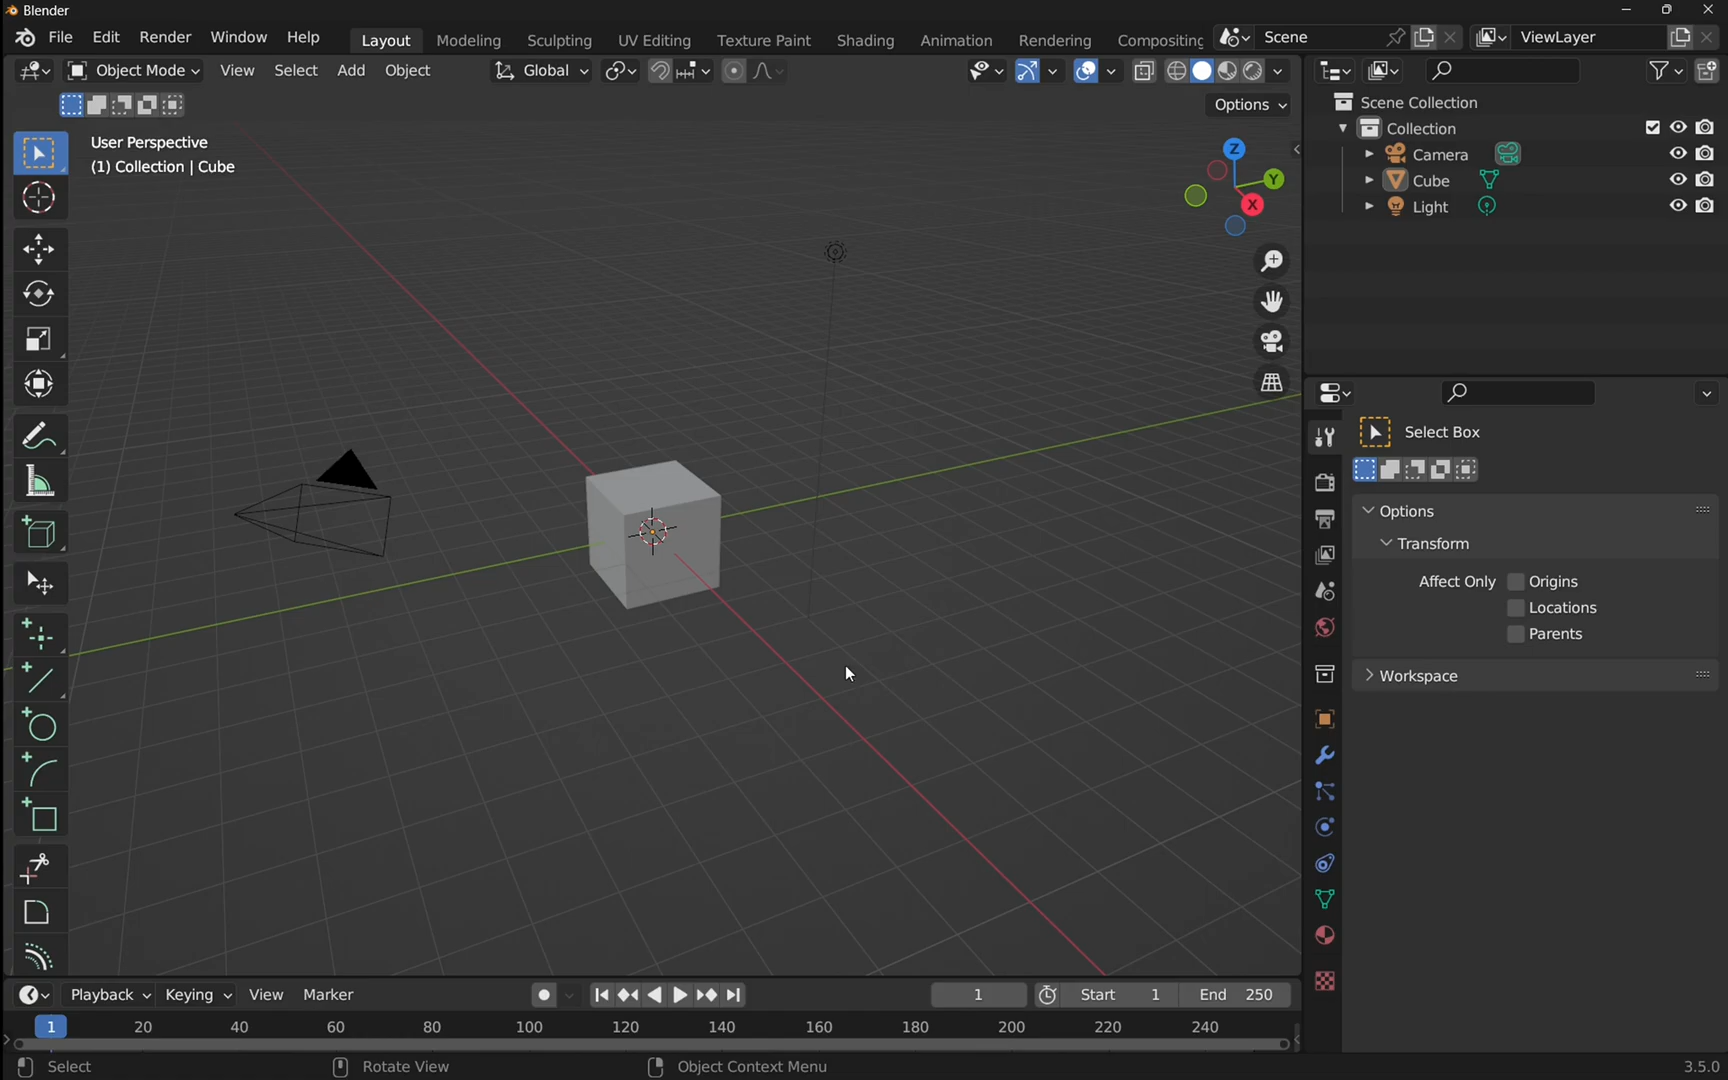 Blender
File Edit Render Window Help Layout Modeling Sculpting UV Editing Texture Paint Shading Animation Rendering Compositing Scene ViewLayer
Object Mode View Select Add Object Global
Options
User Perspective
(1) Collection | Cube
Z
Y
X
Scene Collection
Collection
Camera
Cube
Light
Select Box
Options
Transform
Affect Only Origins
Locations
Parents
Workspace
Playback Keying View Marker 1 Start 1 End 250
1 20 40 60 80 100 120 140 160 180 200 220 240
Select Rotate View Object Context Menu 3.5.0